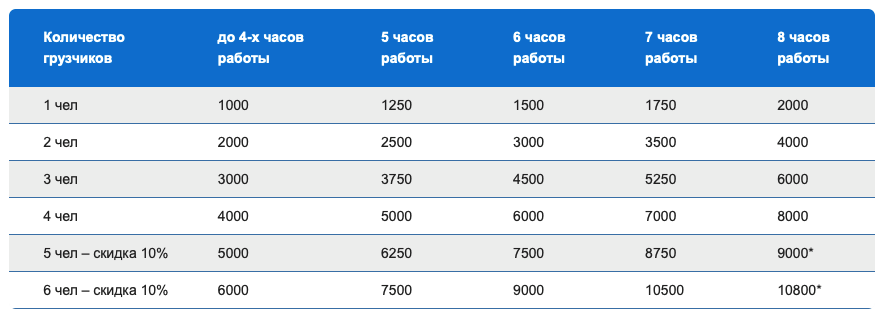 Количество грузчиков до 4-х часов работы 5 часов работы 6 часов работы 7 часов работы 8 часов работы
1 чел 1000 1250 1500 1750 2000
2 чел 2000 2500 3000 3500 4000
3 чел 3000 3750 4500 5250 6000
4 чел 4000 5000 6000 7000 8000
5 чел – скидка 10% 5000 6250 7500 8750 9000*
6 чел – скидка 10% 6000 7500 9000 10500 10800*